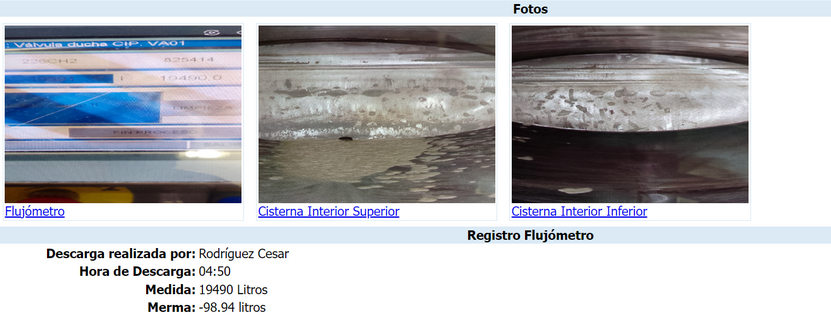 Fotos
: Válvula ducha CIP. VA01
229CH2 825414
19490,0
Flujómetro
Cisterna Interior Superior
Cisterna Interior Inferior
Registro Flujómetro
Descarga realizada por: Rodríguez Cesar
Hora de Descarga: 04:50
Medida: 19490 Litros
Merma: -98.94 litros